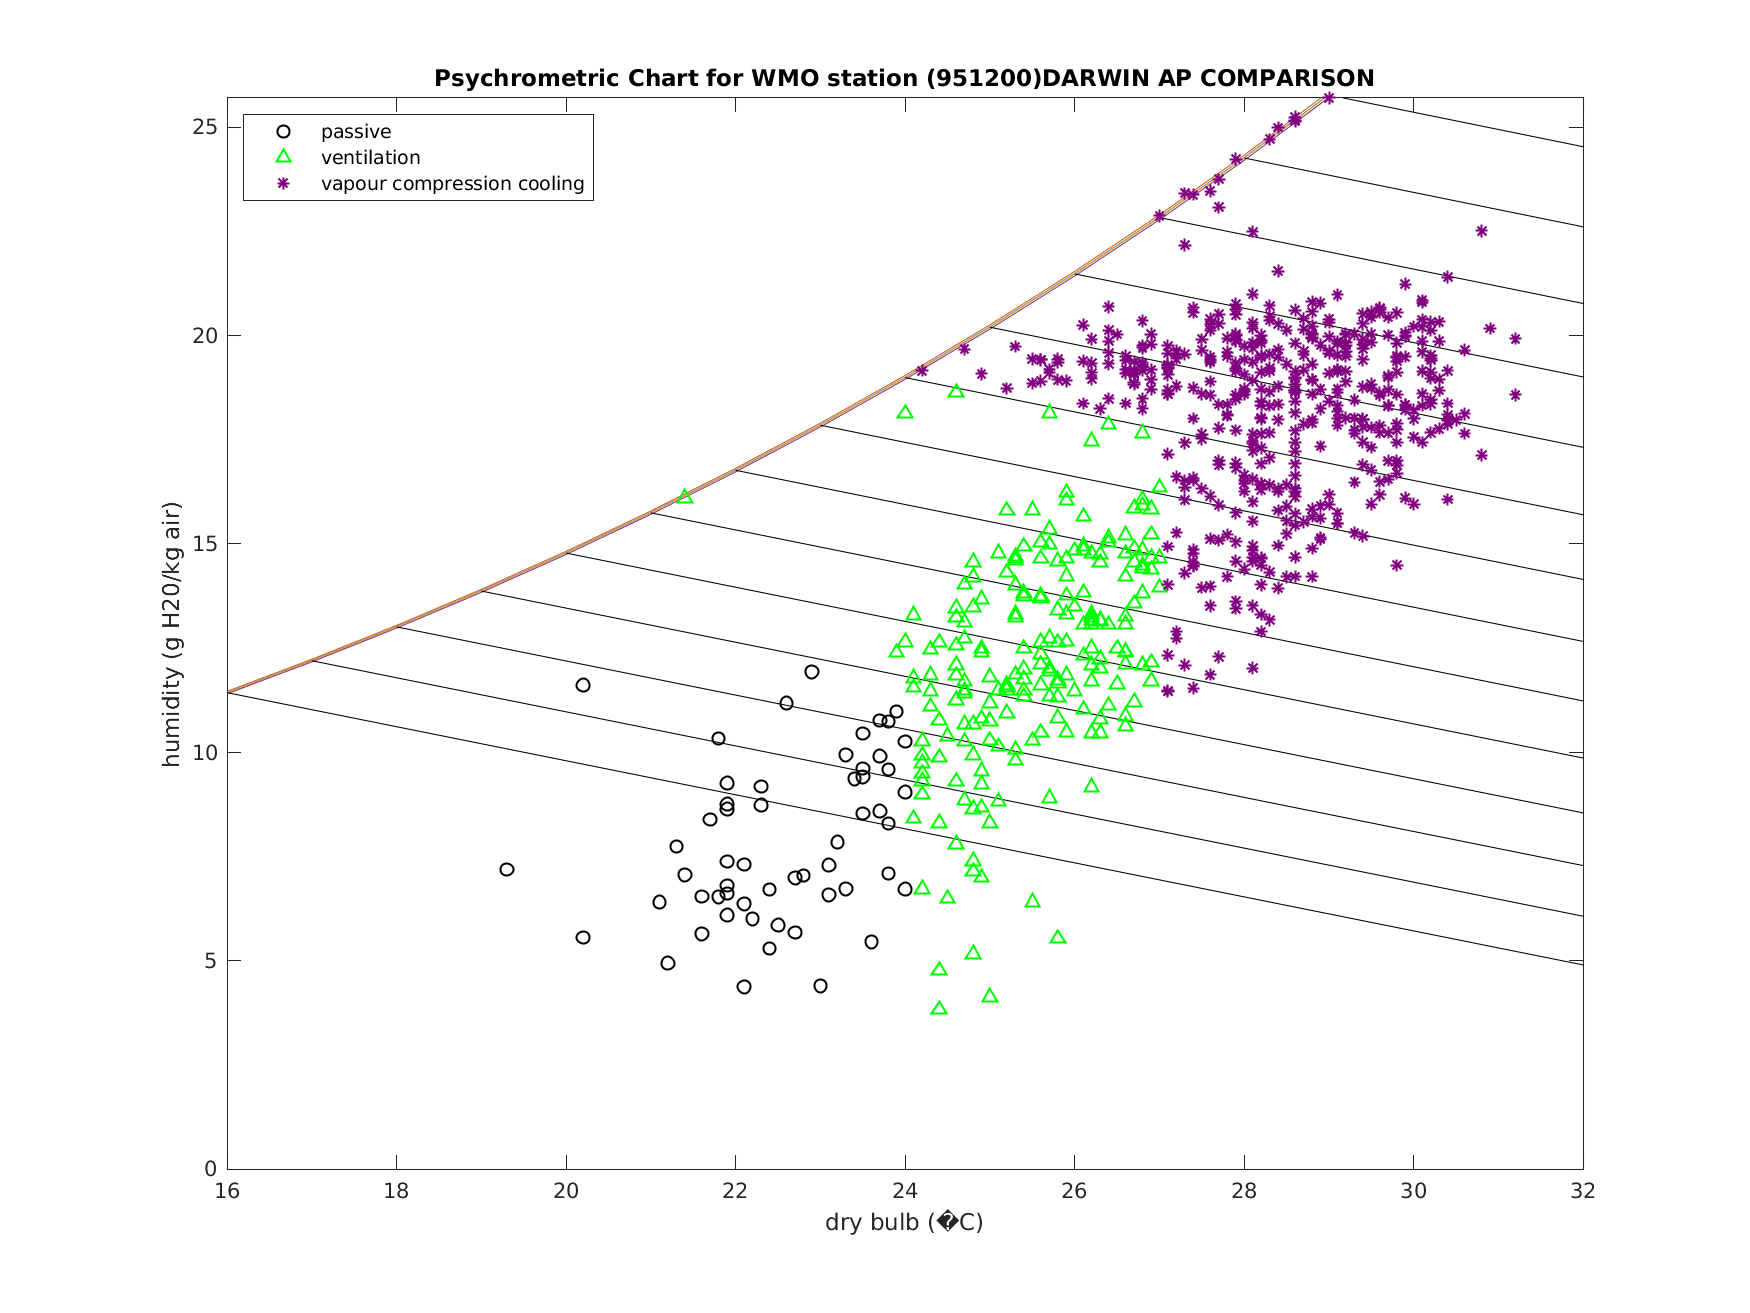 Psychrometric Chart for WMO station (951200)DARWIN AP COMPARISON
passive
ventilation
vapour compression cooling
humidity (g H20/kg air)
25
20
15
10
5
0
16 18 20 22 24 26 28 30 32
dry bulb (�C)